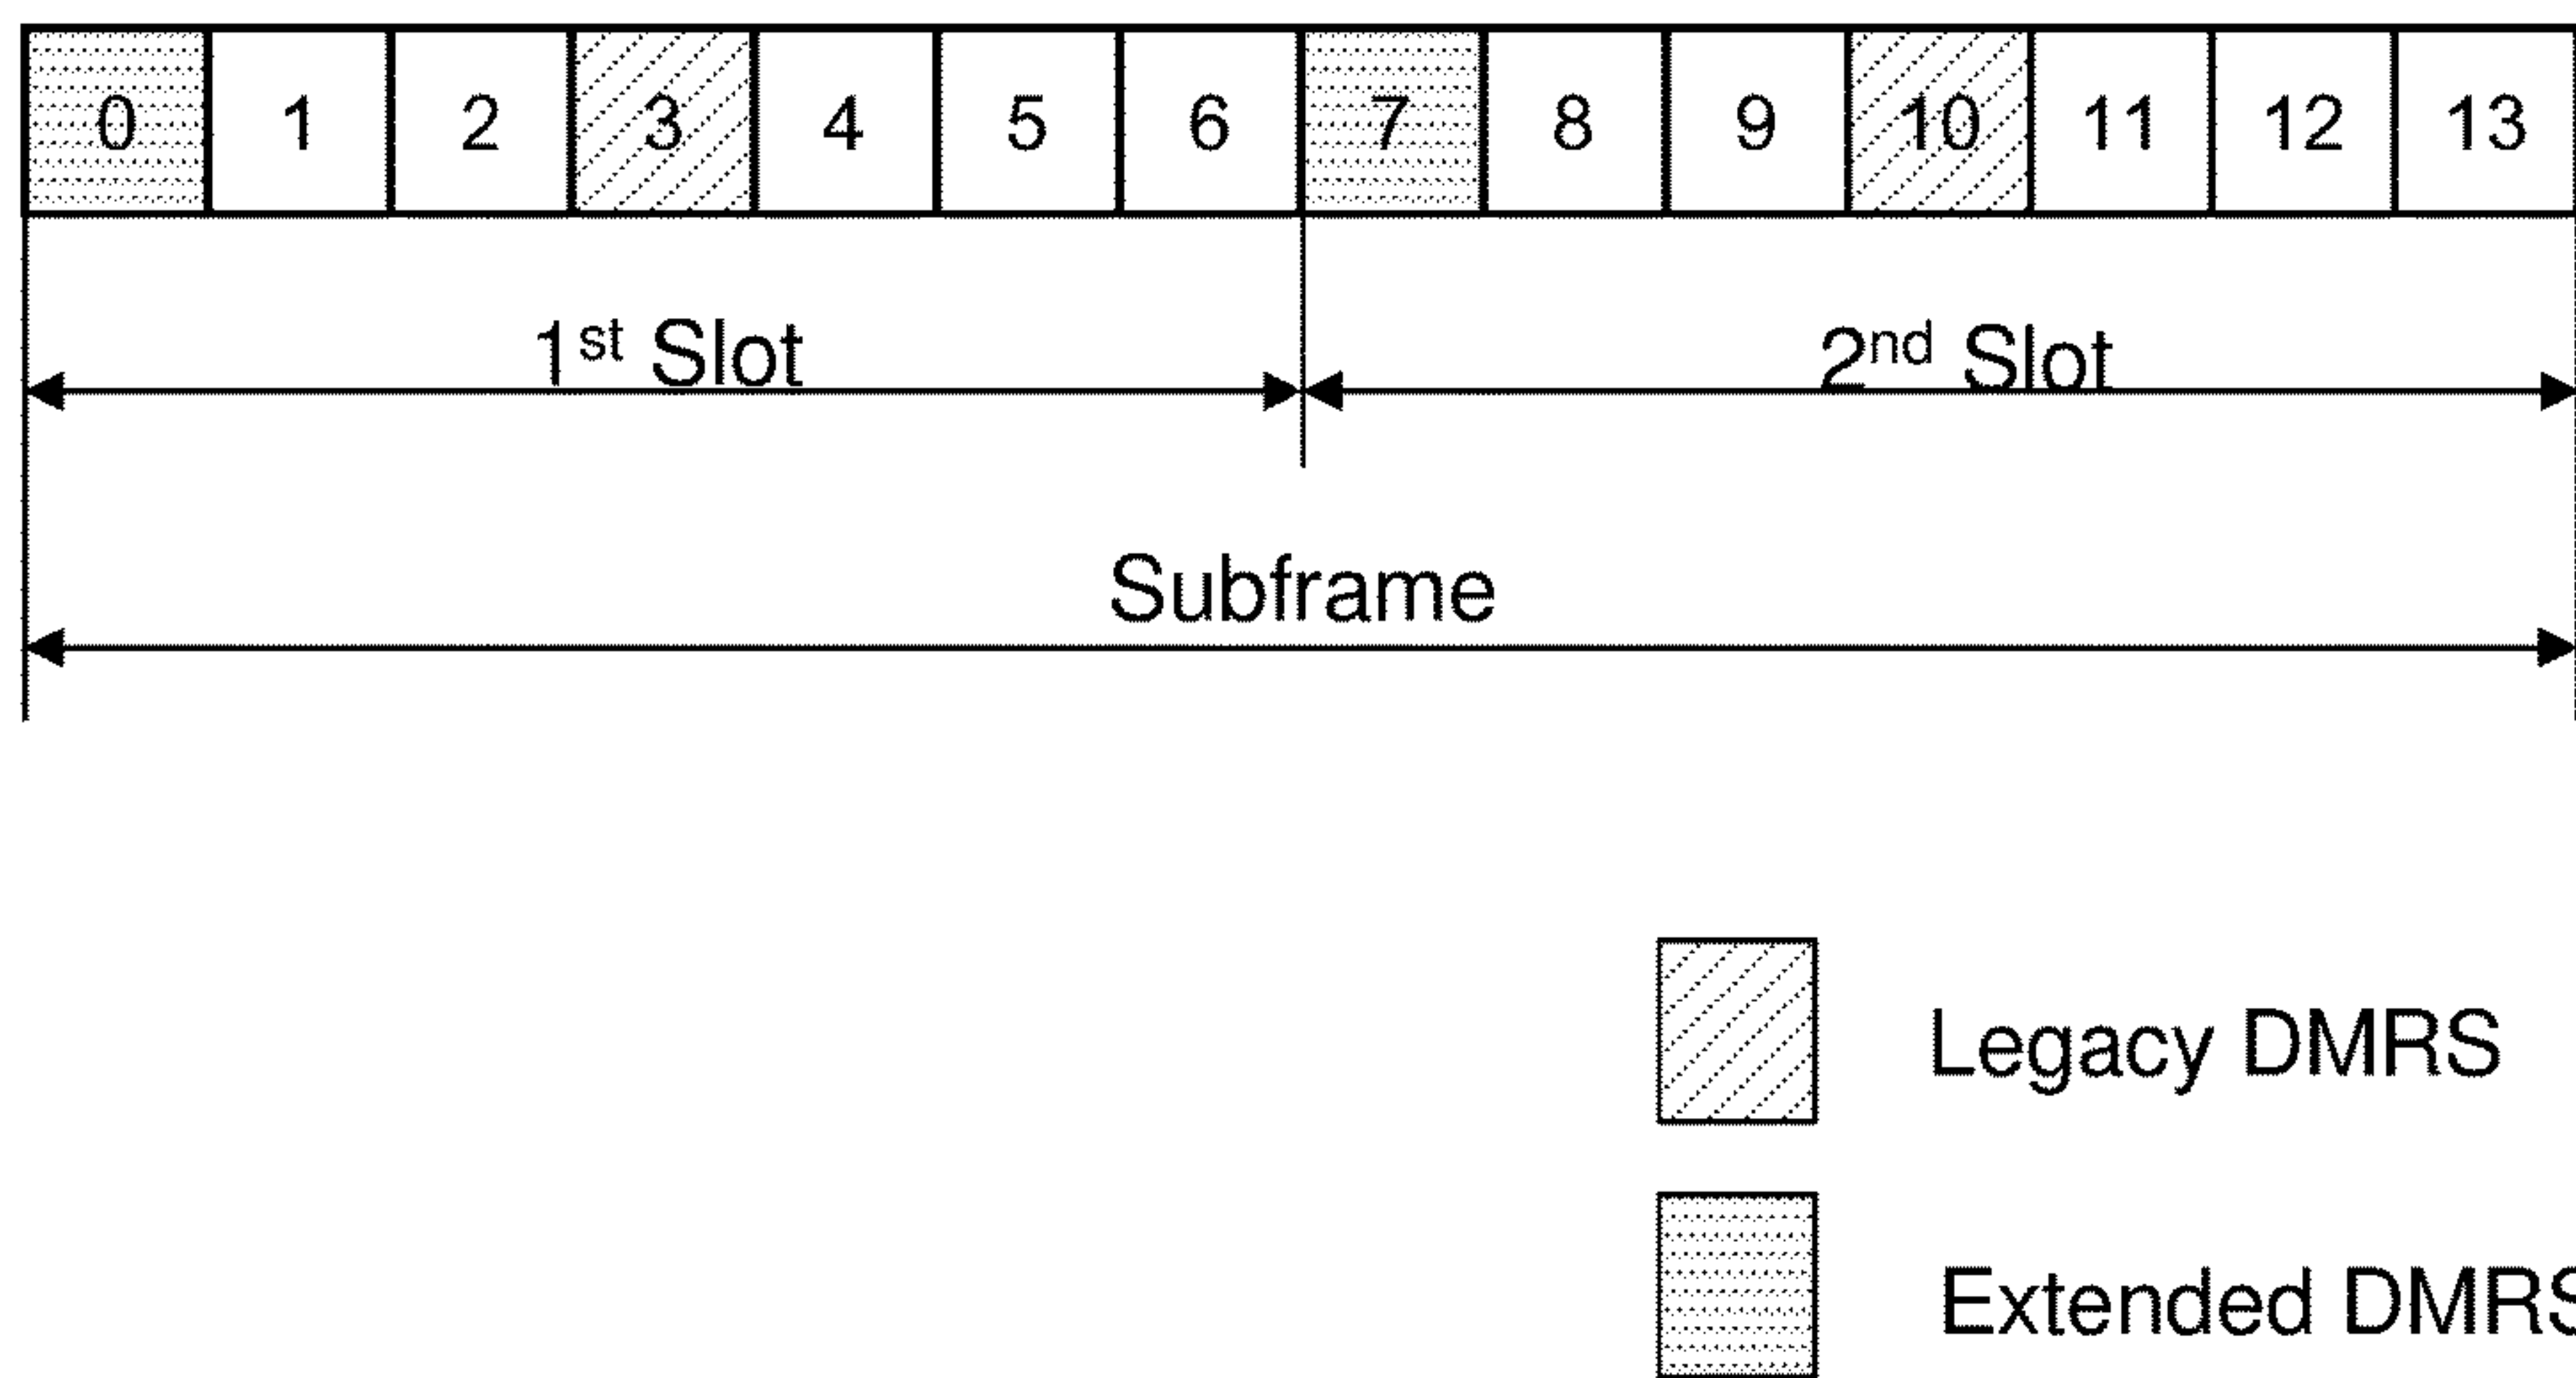 0 1 2 3 4 5 6 7 8 9 10 11 12 13
1st Slot 2nd Slot
Subframe
Legacy DMRS
Extended DMRS